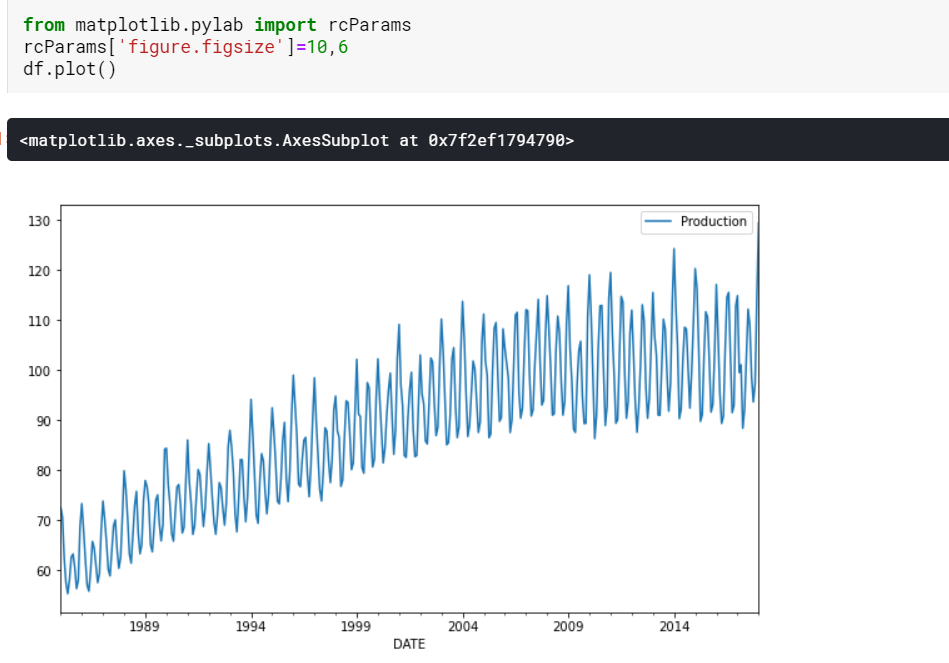 from matplotlib.pylab import rcParams
rcParams['figure.figsize']=10,6
df.plot()
<matplotlib.axes._subplots.AxesSubplot at 0x7f2ef1794790>
Production
130
120
110
100
90
80
70
60
1989 1994 1999 2004 2009 2014
DATE